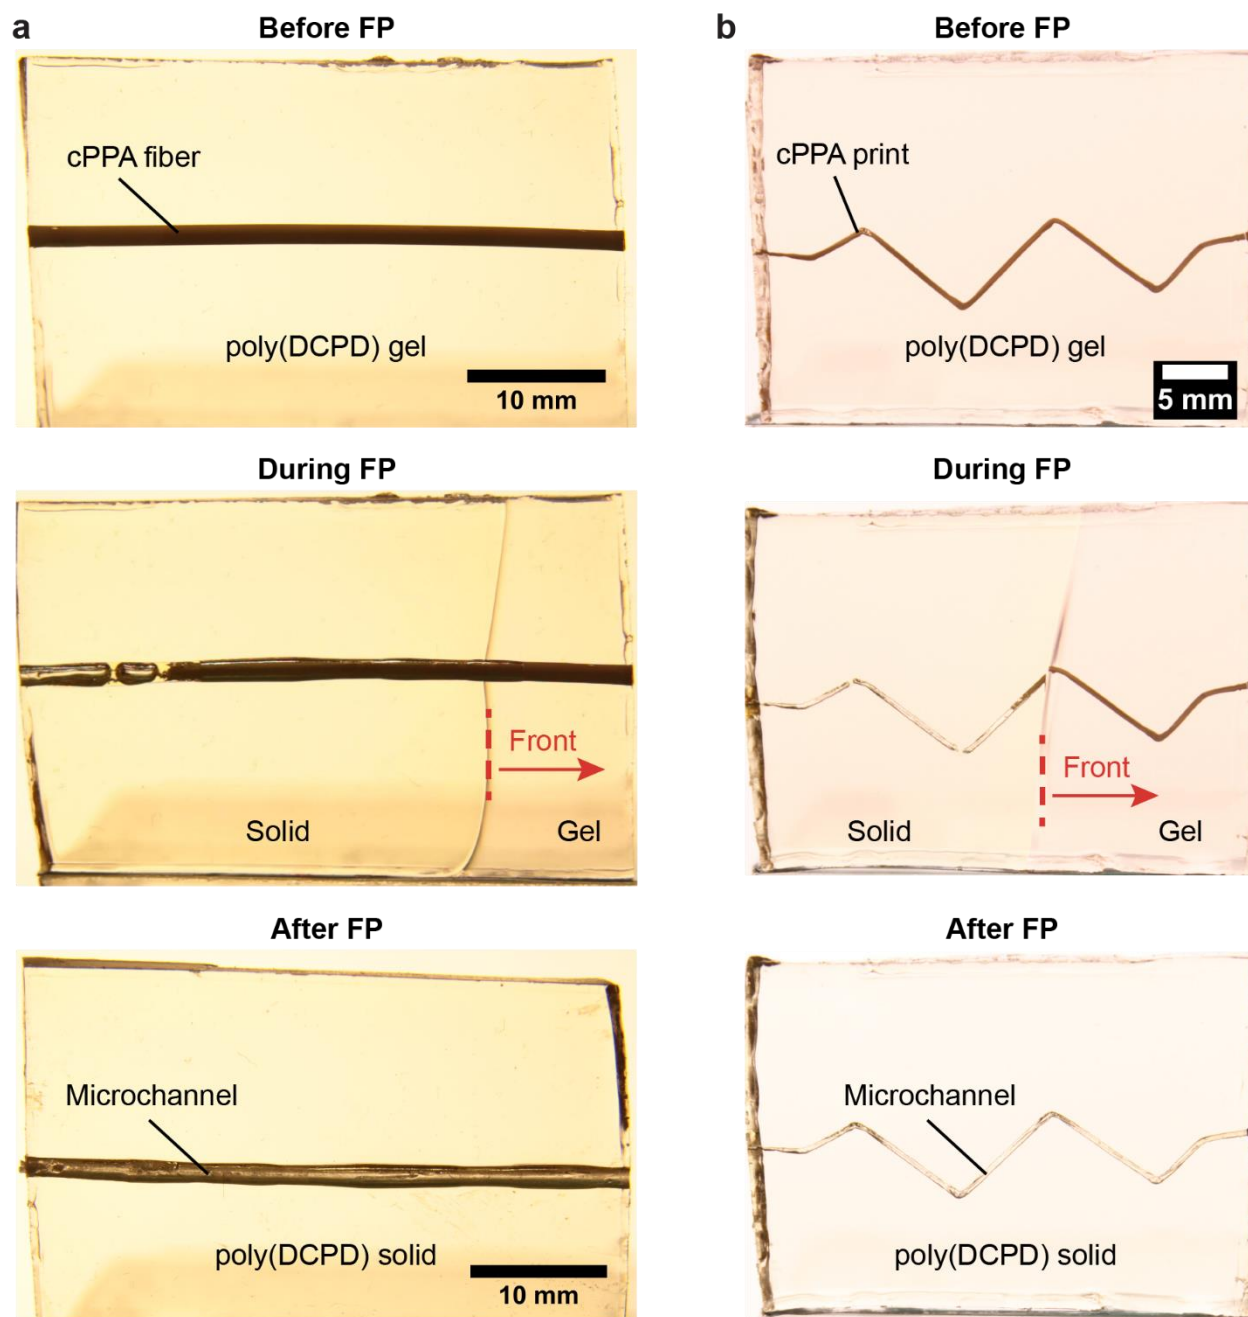 a
Before FP
cPPA fiber
poly(DCPD) gel
10 mm
During FP
Front
Solid
Gel
After FP
Microchannel
poly(DCPD) solid
10 mm
b
Before FP
cPPA print
poly(DCPD) gel
5 mm
During FP
Front
Solid
Gel
After FP
Microchannel
poly(DCPD) solid